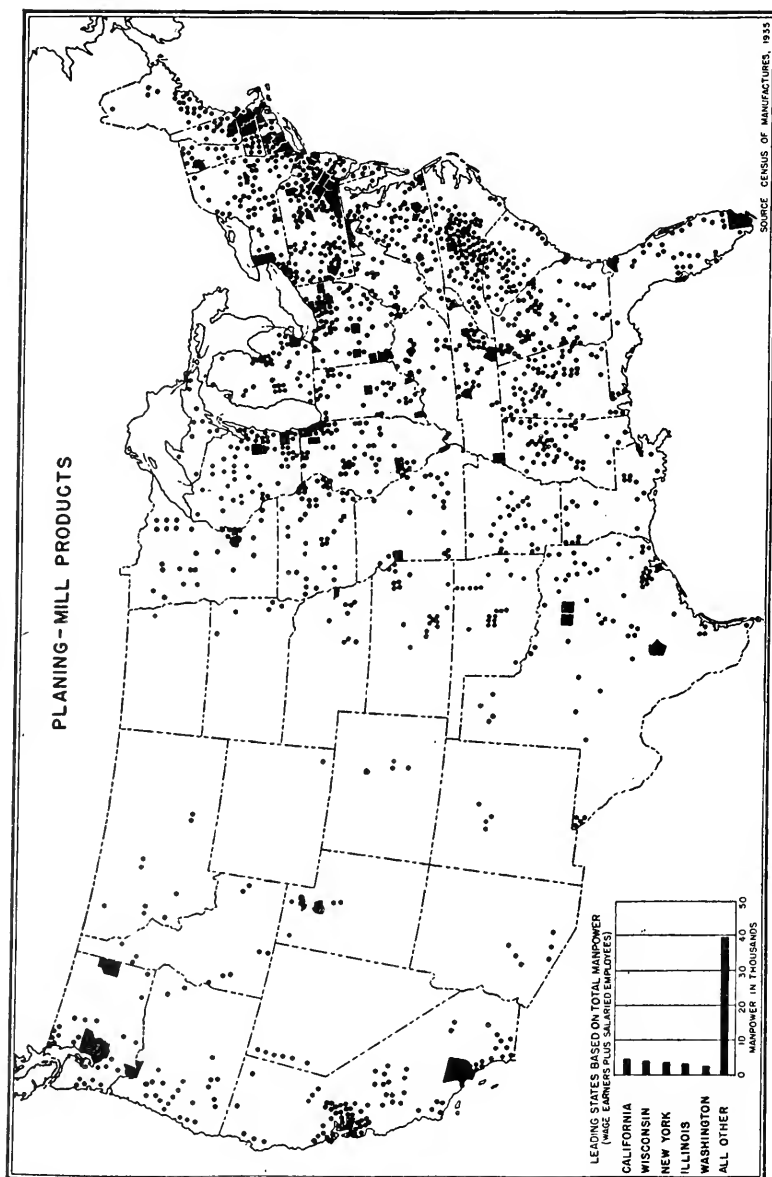 PLANING-MILL PRODUCTS
LEADING STATES BASED ON TOTAL MANPOWER
(WAGE EARNERS PLUS SALARIED EMPLOYEES)
CALIFORNIA
WISCONSIN
NEW YORK
ILLINOIS
WASHINGTON
ALL OTHER
0 10 20 30 40 50
MANPOWER IN THOUSANDS
SOURCE CENSUS OF MANUFACTURES, 1935